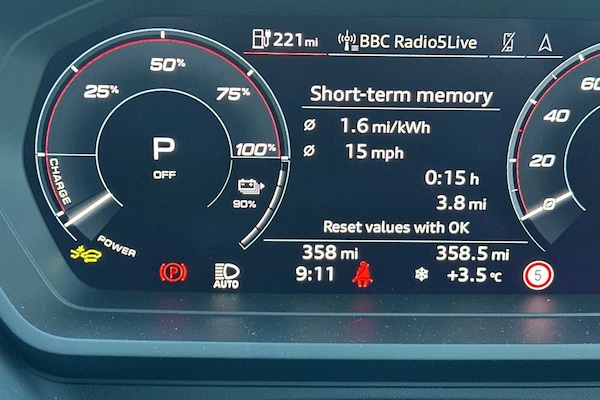 221mi BBC Radio5Live
50%
25% 75%
100%
P
OFF
CHARGE
90%
POWER
Short-term memory
ø 1.6 mi/kWh
ø 15 mph
0:15 h
3.8 mi
Reset values with OK
358 mi 358.5 mi
P AUTO 9:11 +3.5 °C 5
60
40
20
0